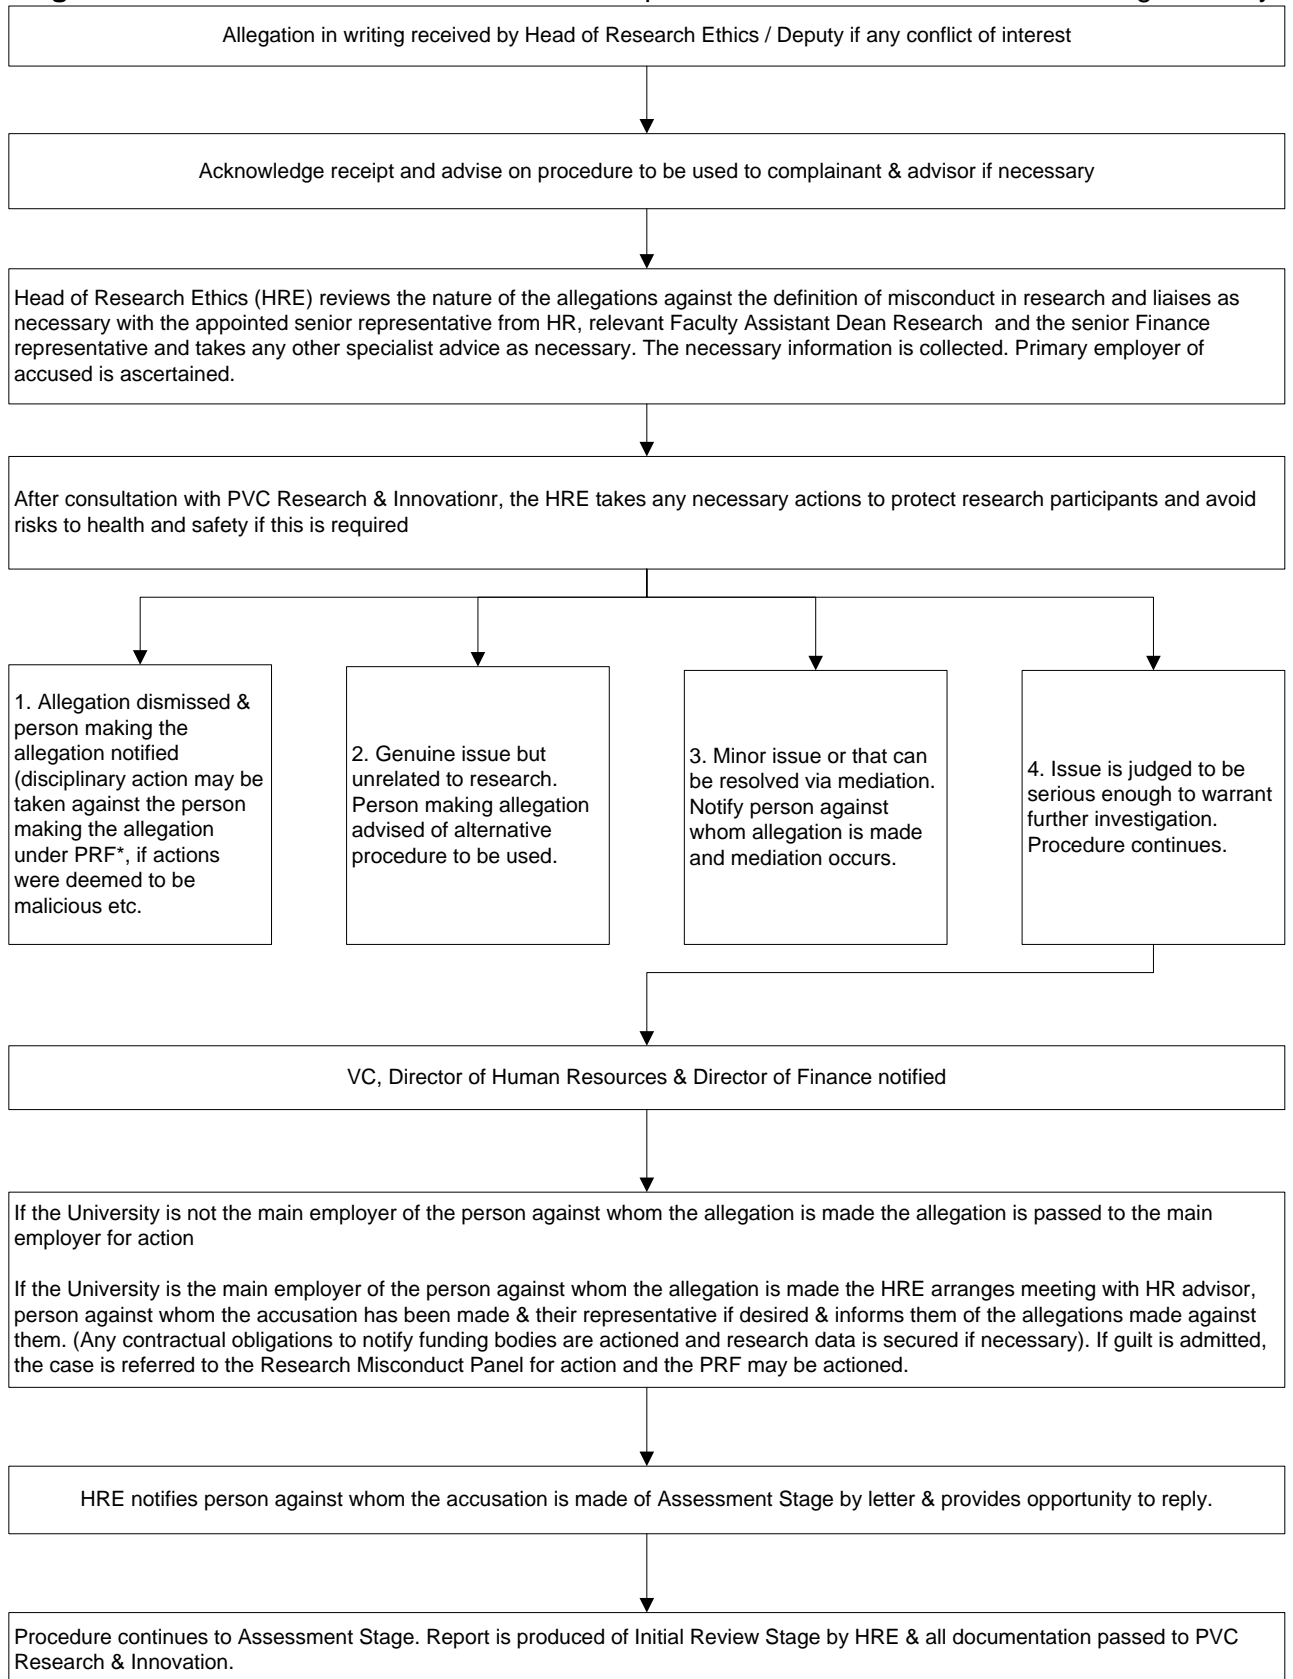 Allegation in writing received by Head of Research Ethics / Deputy if any conflict of interest
Acknowledge receipt and advise on procedure to be used to complainant & advisor if necessary
Head of Research Ethics (HRE) reviews the nature of the allegations against the definition of misconduct in research and liaises as
necessary with the appointed senior representative from HR, relevant Faculty Assistant Dean Research and the senior Finance
representative and takes any other specialist advice as necessary. The necessary information is collected. Primary employer of
accused is ascertained.
After consultation with PVC Research & Innovationr, the HRE takes any necessary actions to protect research participants and avoid
risks to health and safety if this is required
1. Allegation dismissed &
person making the
allegation notified
(disciplinary action may be
taken against the person
making the allegation
under PRF*, if actions
were deemed to be
malicious etc.
2. Genuine issue but
unrelated to research.
Person making allegation
advised of alternative
procedure to be used.
3. Minor issue or that can
be resolved via mediation.
Notify person against
whom allegation is made
and mediation occurs.
4. Issue is judged to be
serious enough to warrant
further investigation.
Procedure continues.
VC, Director of Human Resources & Director of Finance notified
If the University is not the main employer of the person against whom the allegation is made the allegation is passed to the main
employer for action
If the University is the main employer of the person against whom the allegation is made the HRE arranges meeting with HR advisor,
person against whom the accusation has been made & their representative if desired & informs them of the allegations made against
them. (Any contractual obligations to notify funding bodies are actioned and research data is secured if necessary). If guilt is admitted,
the case is referred to the Research Misconduct Panel for action and the PRF may be actioned.
HRE notifies person against whom the accusation is made of Assessment Stage by letter & provides opportunity to reply.
Procedure continues to Assessment Stage. Report is produced of Initial Review Stage by HRE & all documentation passed to PVC
Research & Innovation.